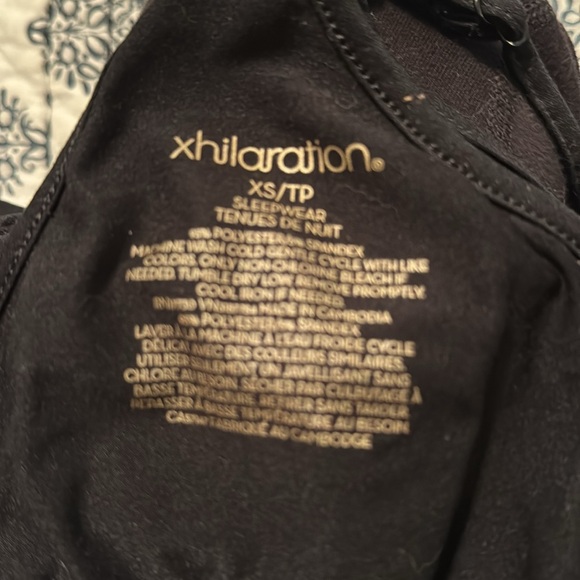 xhilaration®
XS/TP
SLEEPWEAR
TENUES DE NUIT
POLYESTER SPANDEX
MACHINE WASH COLD GENTLE CYCLE WITH LIKE
COLORS. ONLY NON CHLORINE BLEACH IF
NEEDED TUMBLE DRY LOW. REMOVE PROMPTLY.
COOL IRON IF NEEDED
MADE IN CAMBODIA
POLYESTER SPANDEX
LAVER À LA MACHINE À L'EAU FROIDE CYCLE
DÉLICAT AVEC DES COULEURS SIMILAIRES.
UTILISER SEULEMENT UN JAVELLISANT SANS
CHLORE AU BESOIN. SÉCHER PAR CULBUTAGE À
BASSE TEMPÉRATURE. RETIRER SANS TARDER
REPASSER À BASSE TEMPÉRATURE AU BESOIN
FABRIQUÉ AU CAMBODGE